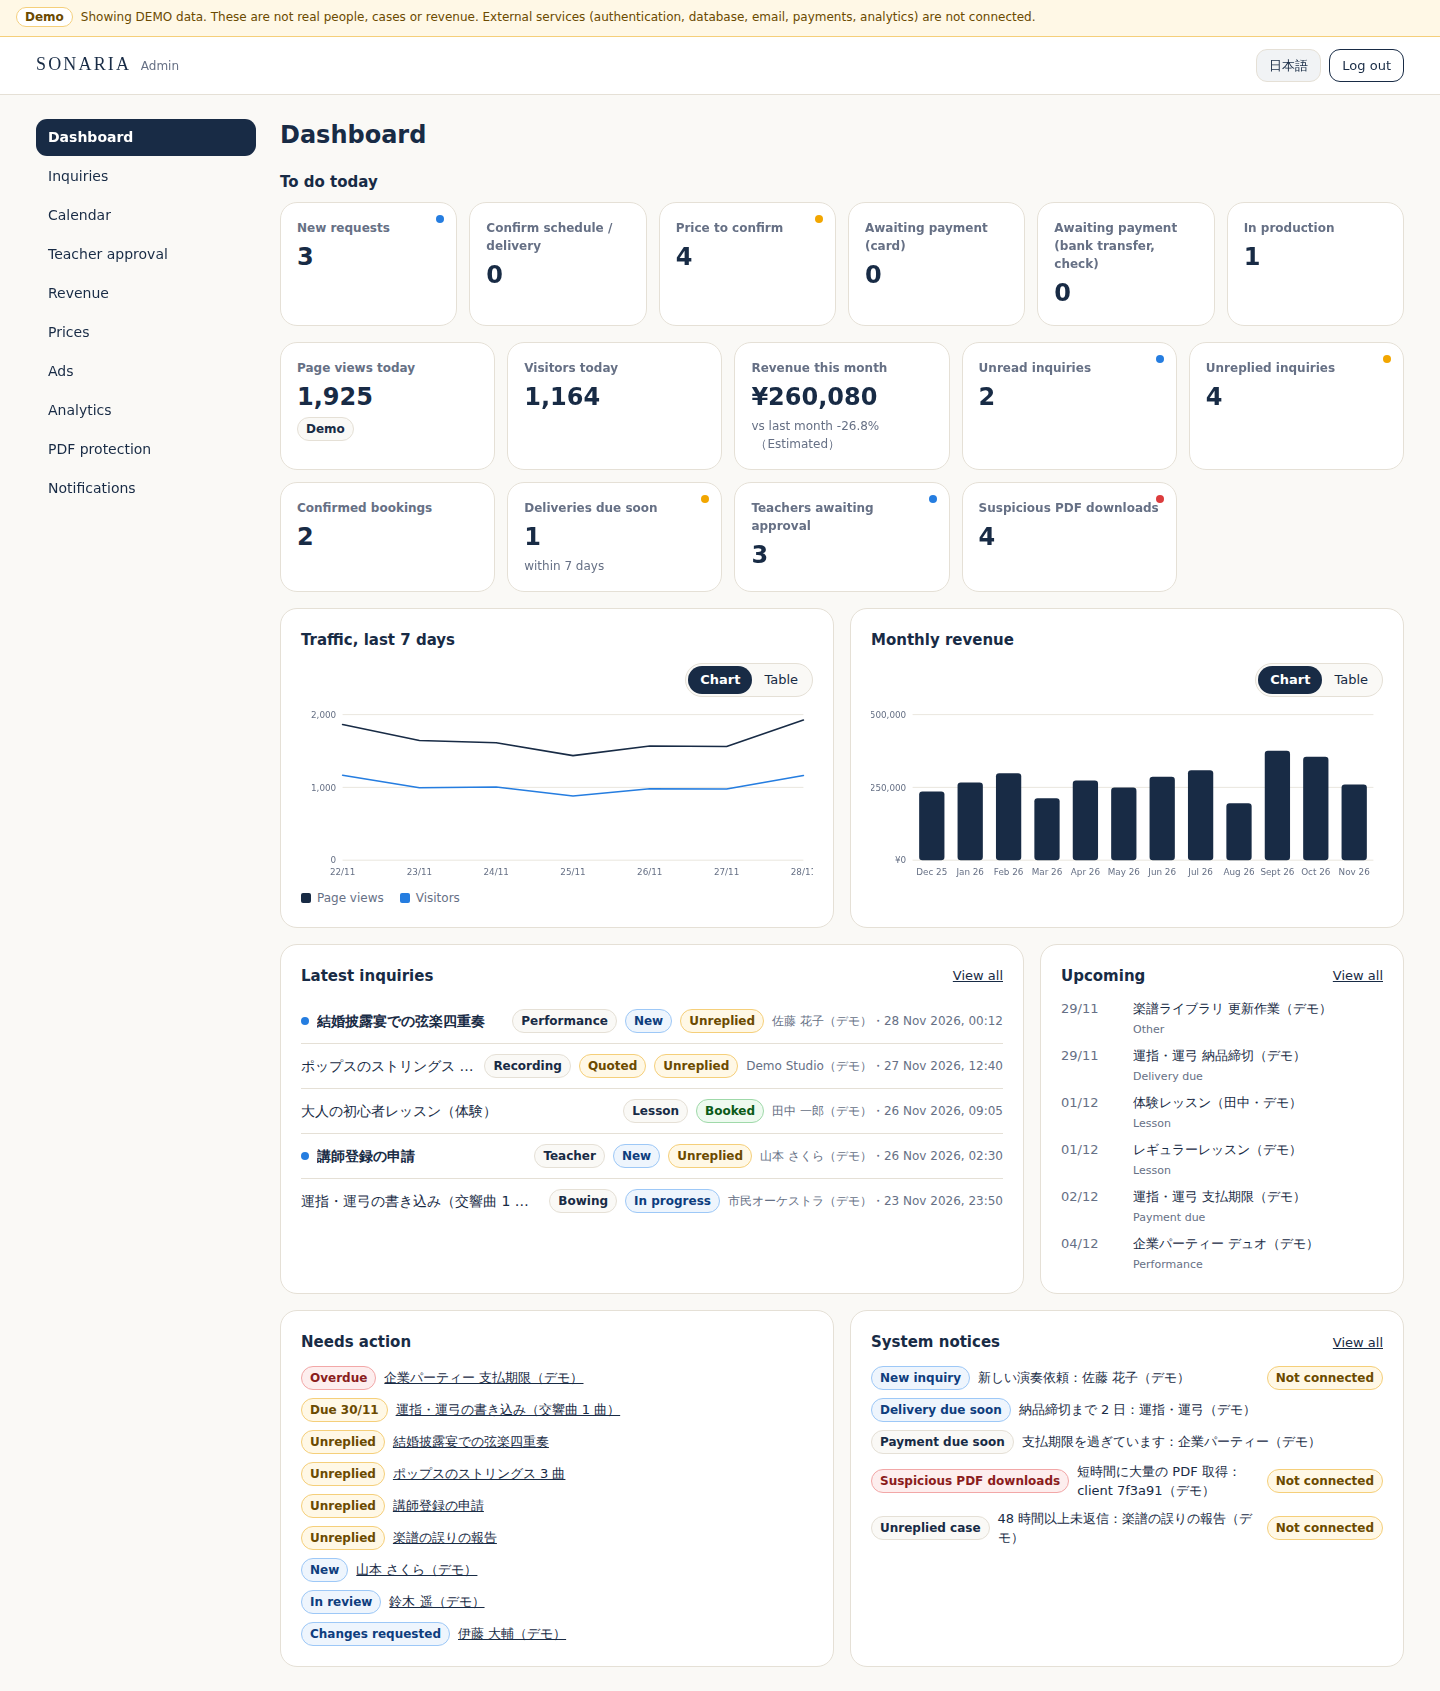 Demo Showing DEMO data. These are not real people, cases or revenue. External services (authentication, database, email, payments, analytics) are not connected.
SONARIA Admin
日本語
Log out
Dashboard
Inquiries
Calendar
Teacher approval
Revenue
Prices
Ads
Analytics
PDF protection
Notifications
Dashboard
To do today
New requests
3
Confirm schedule /
delivery
0
Price to confirm
4
Awaiting payment
(card)
0
Awaiting payment
(bank transfer,
check)
0
In production
1
Page views today
1,925
Demo
Visitors today
1,164
Revenue this month
¥260,080
vs last month -26.8%
（Estimated）
Unread inquiries
2
Unreplied inquiries
4
Confirmed bookings
2
Deliveries due soon
1
within 7 days
Teachers awaiting
approval
3
Suspicious PDF downloads
4
Traffic, last 7 days
Chart Table
2,000
1,000
0
22/11 23/11 24/11 25/11 26/11 27/11 28/11
Page views Visitors
Monthly revenue
Chart Table
500,000
250,000
¥0
Dec 25 Jan 26 Feb 26 Mar 26 Apr 26 May 26 Jun 26 Jul 26 Aug 26 Sept 26 Oct 26 Nov 26
Latest inquiries View all
結婚披露宴での弦楽四重奏 Performance New Unreplied 佐藤 花子（デモ）・28 Nov 2026, 00:12
ポップスのストリングス … Recording Quoted Unreplied Demo Studio（デモ）・27 Nov 2026, 12:40
大人の初心者レッスン（体験） Lesson Booked 田中 一郎（デモ）・26 Nov 2026, 09:05
講師登録の申請 Teacher New Unreplied 山本 さくら（デモ）・26 Nov 2026, 02:30
運指・運弓の書き込み（交響曲 1 … Bowing In progress 市民オーケストラ（デモ）・23 Nov 2026, 23:50
Upcoming View all
29/11 楽譜ライブラリ 更新作業（デモ）
Other
29/11 運指・運弓 納品締切（デモ）
Delivery due
01/12 体験レッスン（田中・デモ）
Lesson
01/12 レギュラーレッスン（デモ）
Lesson
02/12 運指・運弓 支払期限（デモ）
Payment due
04/12 企業パーティー デュオ（デモ）
Performance
Needs action
Overdue 企業パーティー 支払期限（デモ）
Due 30/11 運指・運弓の書き込み（交響曲 1 曲）
Unreplied 結婚披露宴での弦楽四重奏
Unreplied ポップスのストリングス 3 曲
Unreplied 講師登録の申請
Unreplied 楽譜の誤りの報告
New 山本 さくら（デモ）
In review 鈴木 遥（デモ）
Changes requested 伊藤 大輔（デモ）
System notices View all
New inquiry 新しい演奏依頼：佐藤 花子（デモ） Not connected
Delivery due soon 納品締切まで 2 日：運指・運弓（デモ）
Payment due soon 支払期限を過ぎています：企業パーティー（デモ）
Suspicious PDF downloads 短時間に大量の PDF 取得： Not connected
client 7f3a91（デモ）
Unreplied case 48 時間以上未返信：楽譜の誤りの報告（デ Not connected
モ）